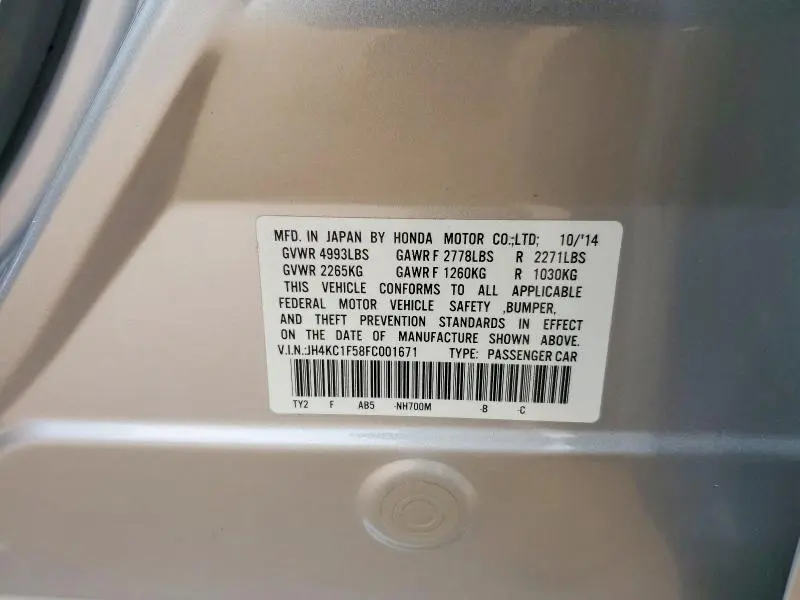 MFD. IN JAPAN BY HONDA MOTOR CO.;LTD; 10/'14
GVWR 4993LBS GAWR F 2778LBS R 2271LBS
GVWR 2265KG GAWR F 1260KG R 1030KG
THIS VEHICLE CONFORMS TO ALL APPLICABLE
FEDERAL MOTOR VEHICLE SAFETY ,BUMPER,
AND THEFT PREVENTION STANDARDS IN EFFECT
ON THE DATE OF MANUFACTURE SHOWN ABOVE.
V.I.N.:JH4KC1F58FC001671 TYPE: PASSENGER CAR
TY2 F AB5 -NH700M -B -C